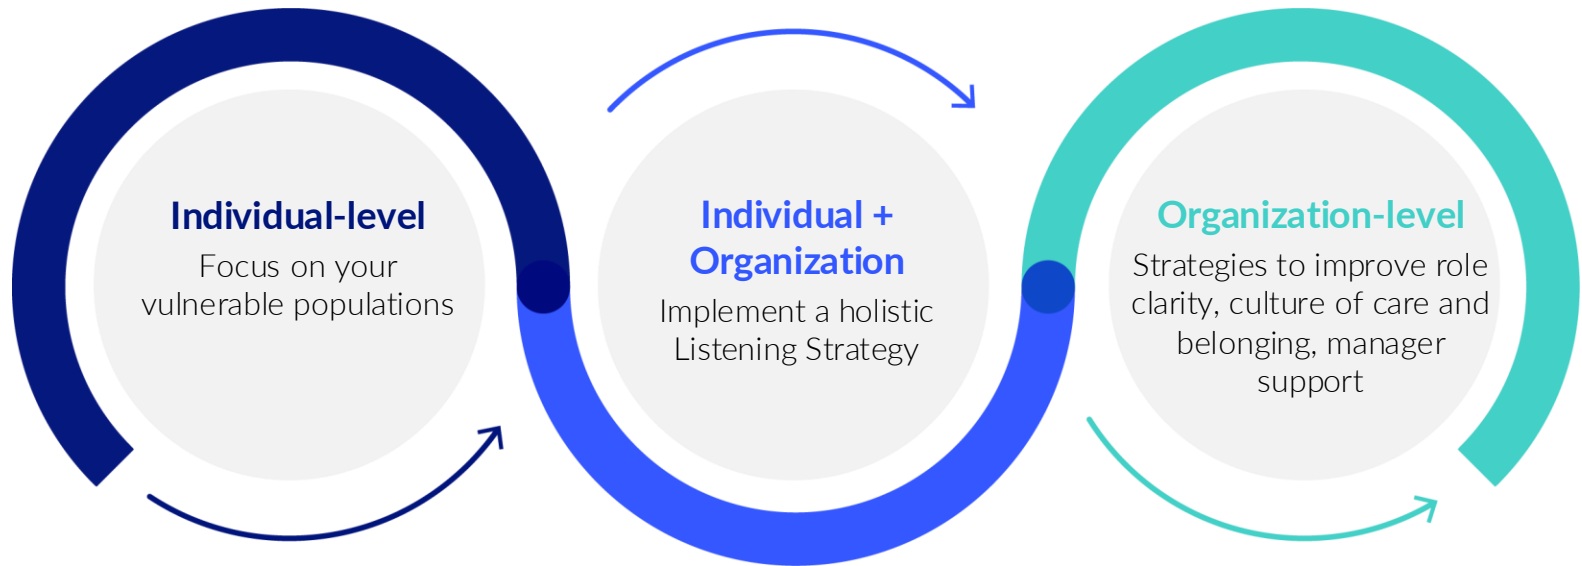 Individual-level
Focus on your
vulnerable populations
Individual +
Organization
Implement a holistic
Listening Strategy
Organization-level
Strategies to improve role
clarity, culture of care and
belonging, manager
support